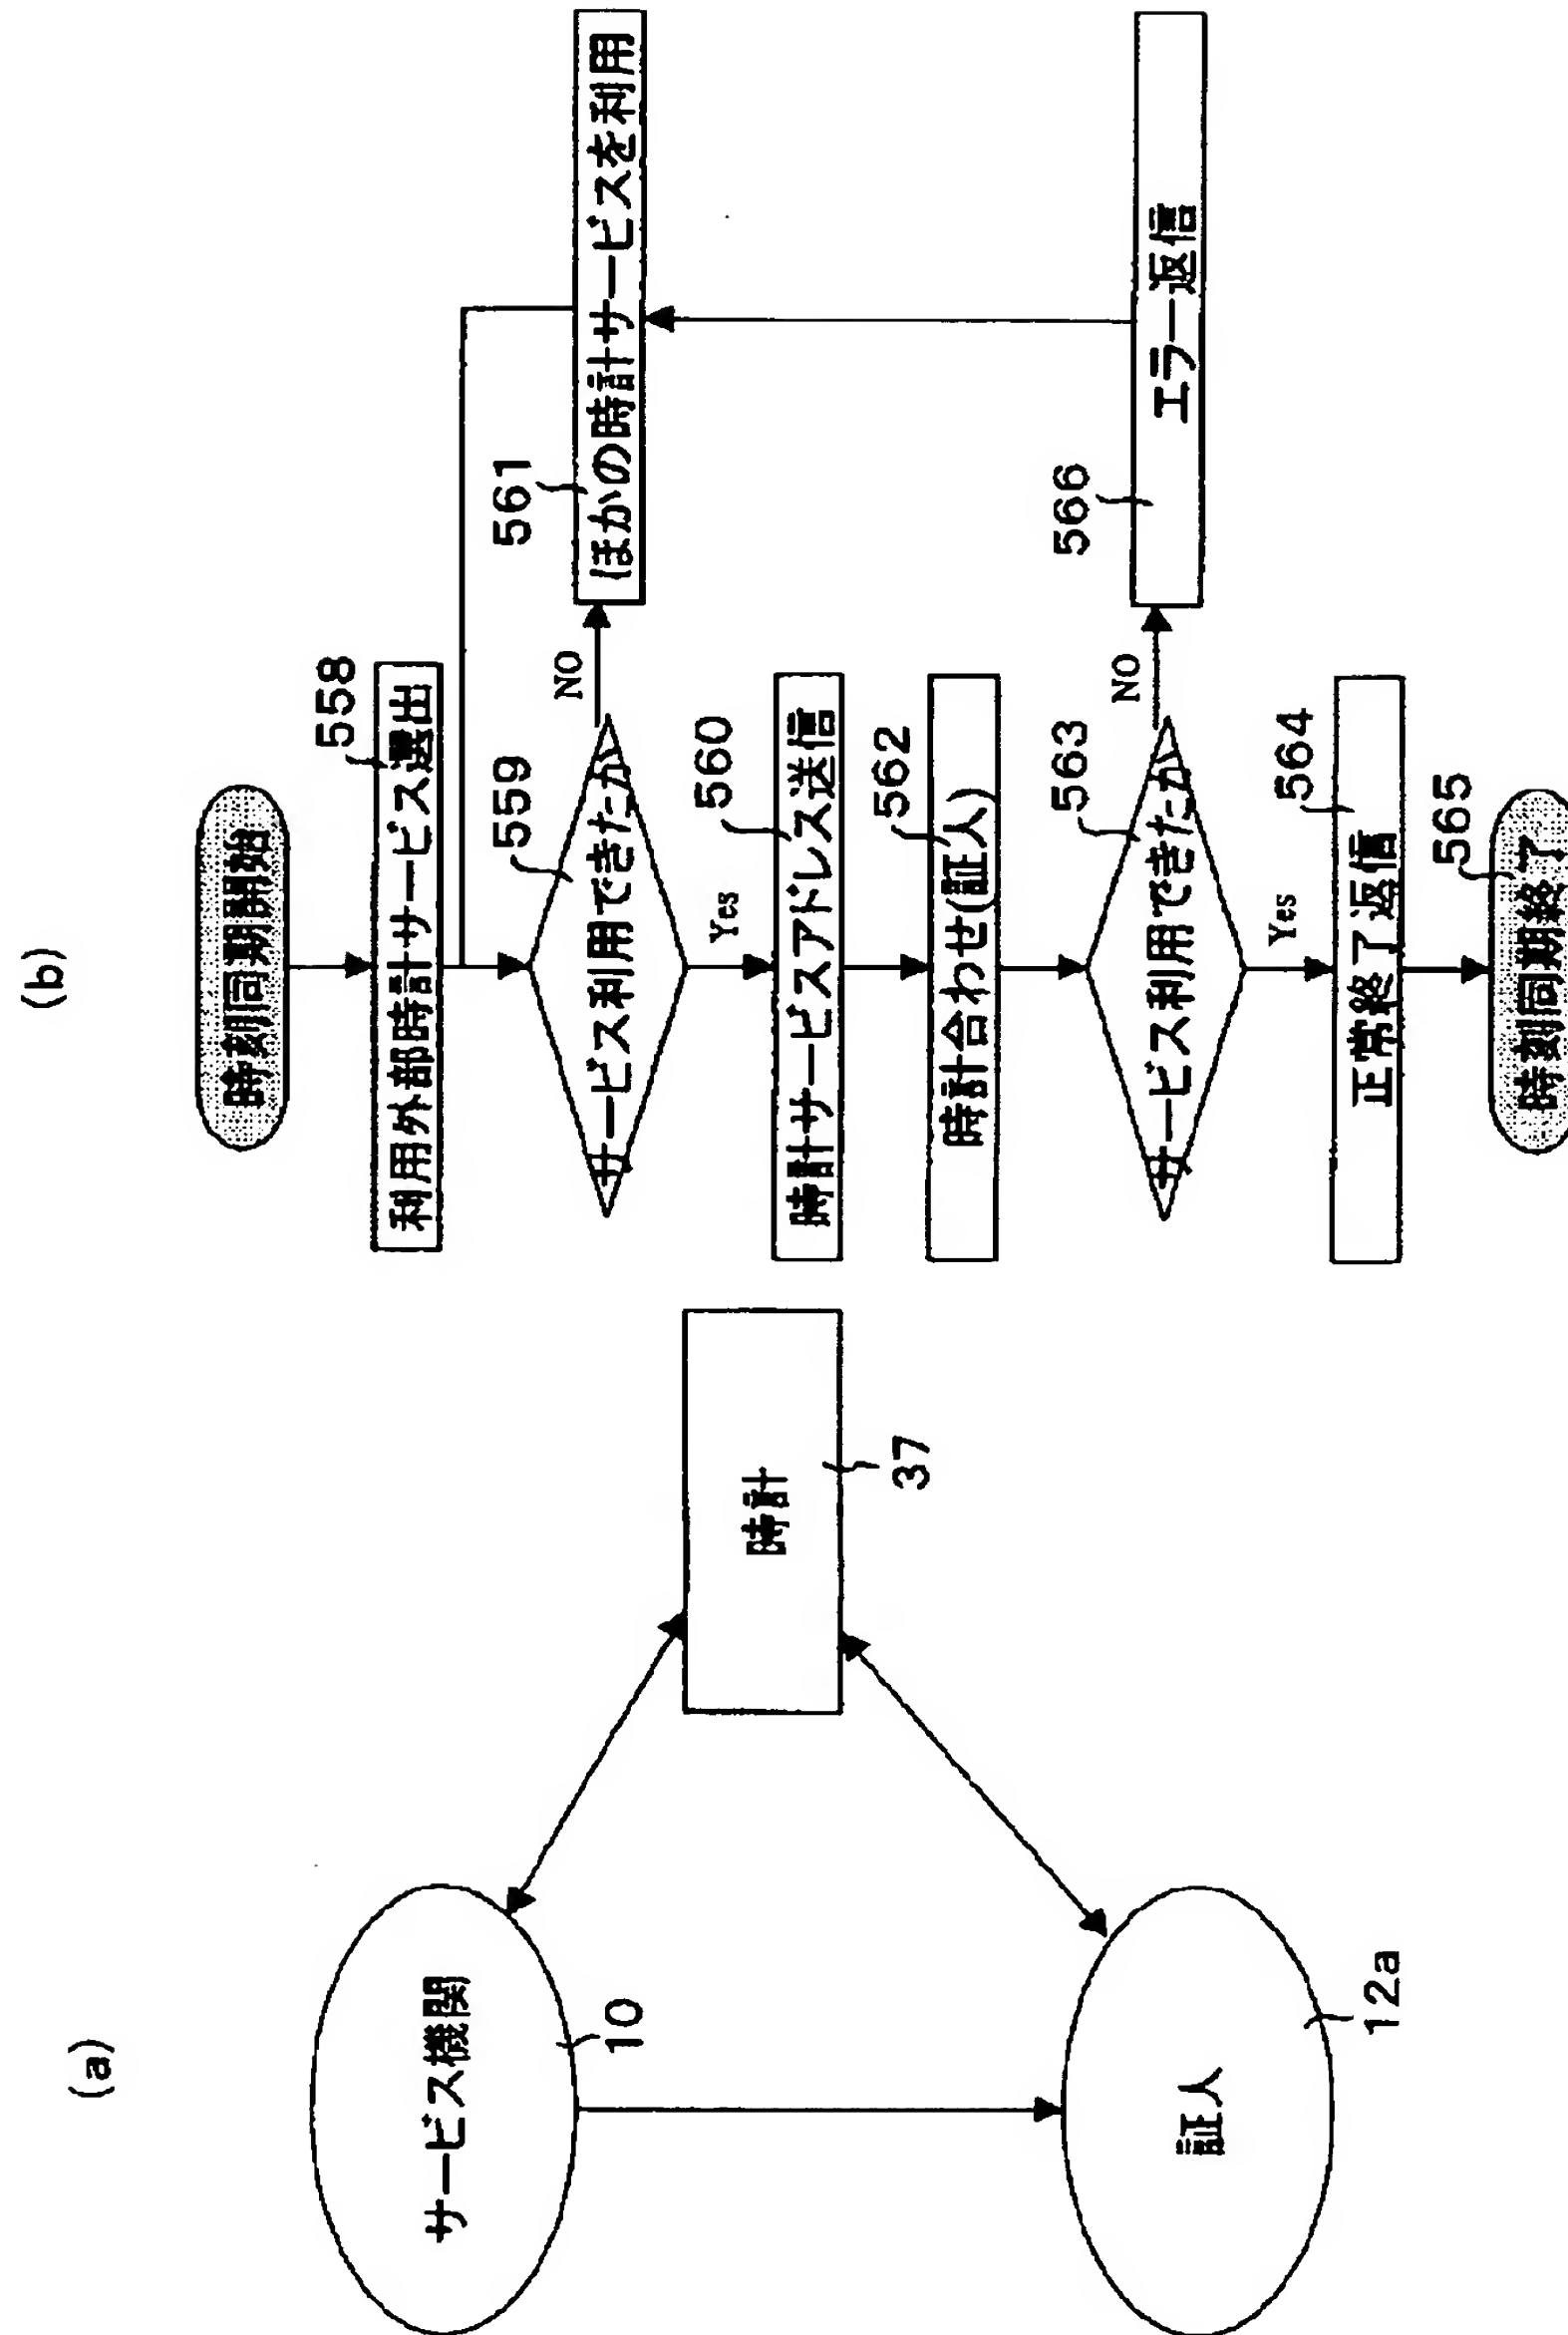 (a)
サービス機関
10
時計
37
証人
12a
(b)
時刻同期開始
558
利用外部時計サービス選出
559
サービス利用できたか
NO
561
ほかの時計サービスを利用
Yes
560
時計サービスアドレス送信
562
時計合わせ(証人)
563
サービス利用できたか
NO
566
エラー返信
Yes
564
正常終了返信
565
時刻同期終了